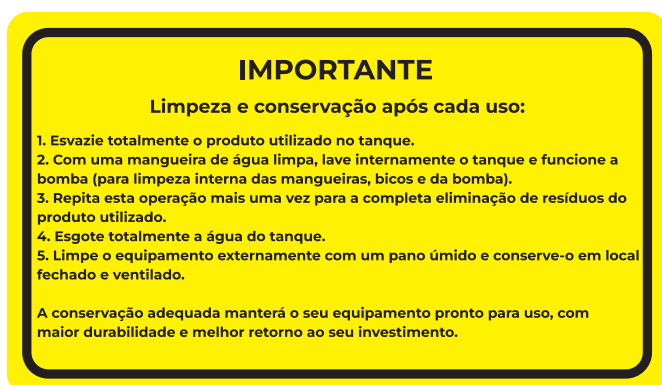 IMPORTANTE
Limpeza e conservação após cada uso:
1. Esvazie totalmente o produto utilizado no tanque.
2. Com uma mangueira de água limpa, lave internamente o tanque e funcione a
bomba (para limpeza interna das mangueiras, bicos e da bomba).
3. Repita esta operação mais uma vez para a completa eliminação de resíduos do
produto utilizado.
4. Esgote totalmente a água do tanque.
5. Limpe o equipamento externamente com um pano úmido e conserve-o em local
fechado e ventilado.
A conservação adequada manterá o seu equipamento pronto para uso, com
maior durabilidade e melhor retorno ao seu investimento.